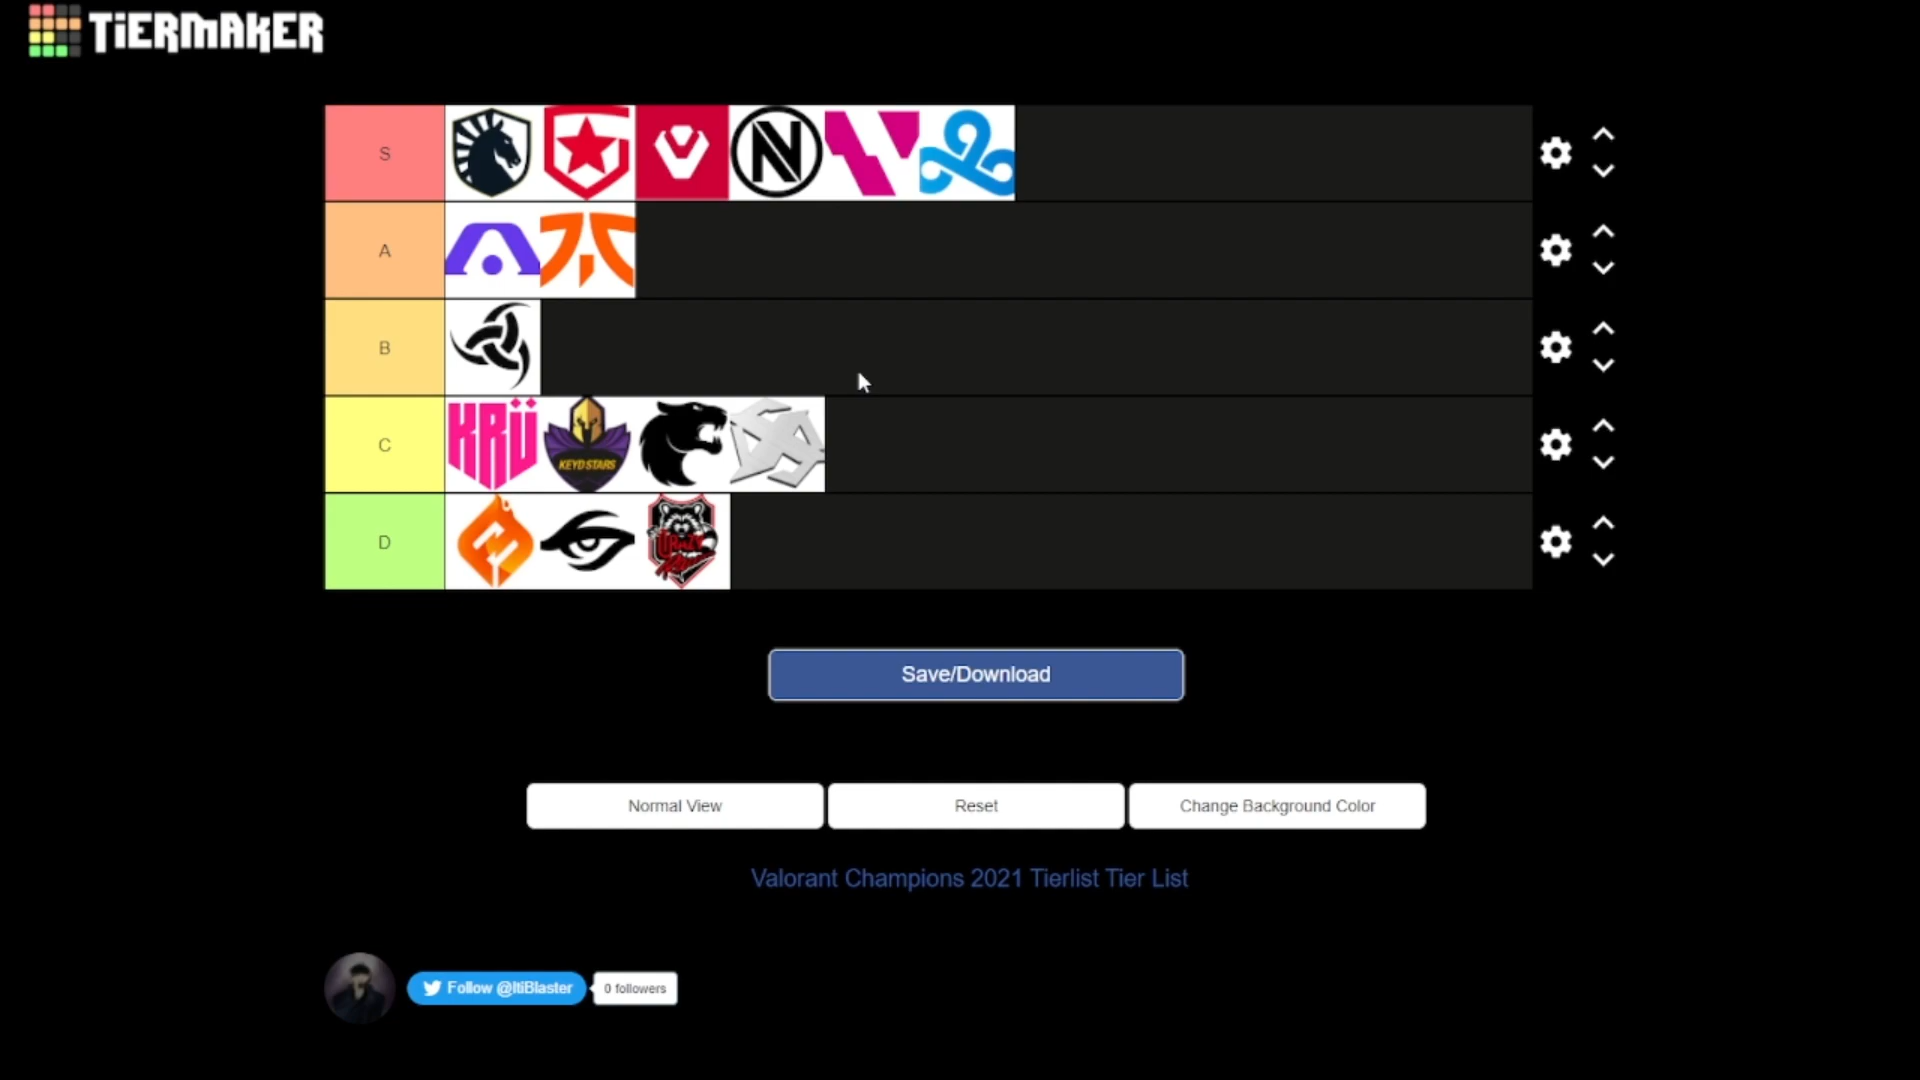 TiERMAKER
S
A
B
C
KRÜ
KEYD STARS
D
Save/Download
Normal View
Reset
Change Background Color
Valorant Champions 2021 Tierlist Tier List
Follow @ItiBlaster
0 followers